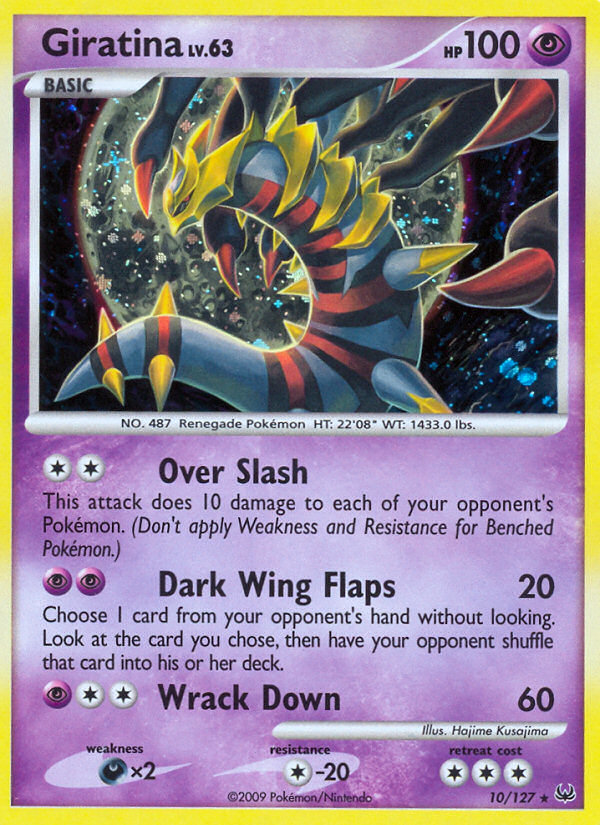 Giratina LV.63 HP 100
BASIC
NO. 487 Renegade Pokémon HT: 22'08" WT: 1433.0 lbs.
Over Slash
This attack does 10 damage to each of your opponent's
Pokémon. (Don't apply Weakness and Resistance for Benched
Pokémon.)
Dark Wing Flaps 20
Choose 1 card from your opponent's hand without looking.
Look at the card you chose, then have your opponent shuffle
that card into his or her deck.
Wrack Down 60
Illus. Hajime Kusajima
weakness resistance retreat cost
×2 -20
©2009 Pokémon/Nintendo 10/127 ★